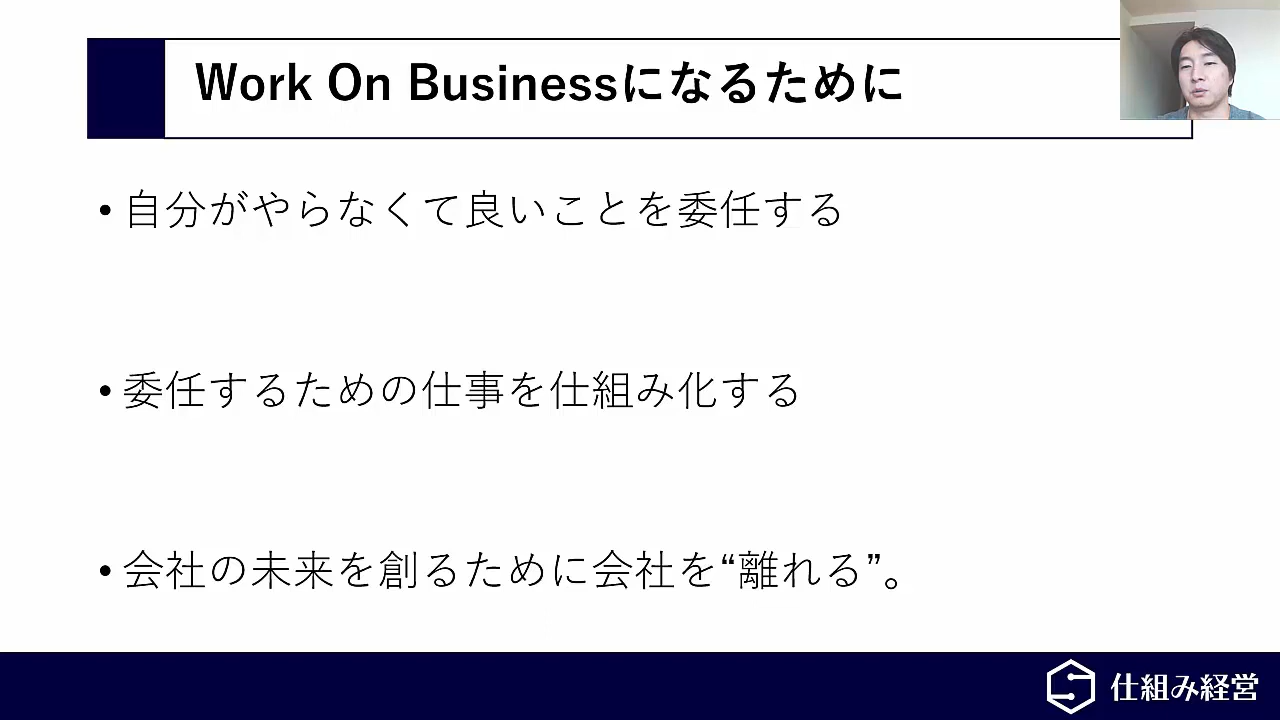 Work On Businessになるために
• 自分がやらなくて良いことを委任する
• 委任するための仕事を仕組み化する
• 会社の未来を創るために会社を“離れる”。
仕組み経営